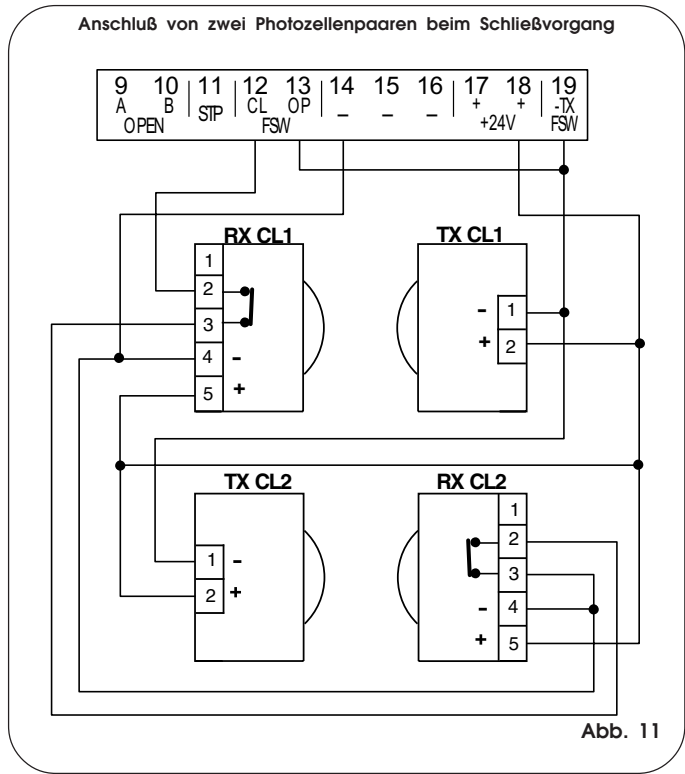 Anschluß von zwei Photozellenpaaren beim Schließvorgang
9 10 11 12 13 14 15 16 17 18 19
A B STP CL OP – – – + + -TX
OPEN FSW +24V FSW
RX CL1 TX CL1
1
2
3
4 -
5 +
- 1
+ 2
TX CL2 RX CL2
1 -
2 +
1
2
3
- 4
+ 5
Abb. 11